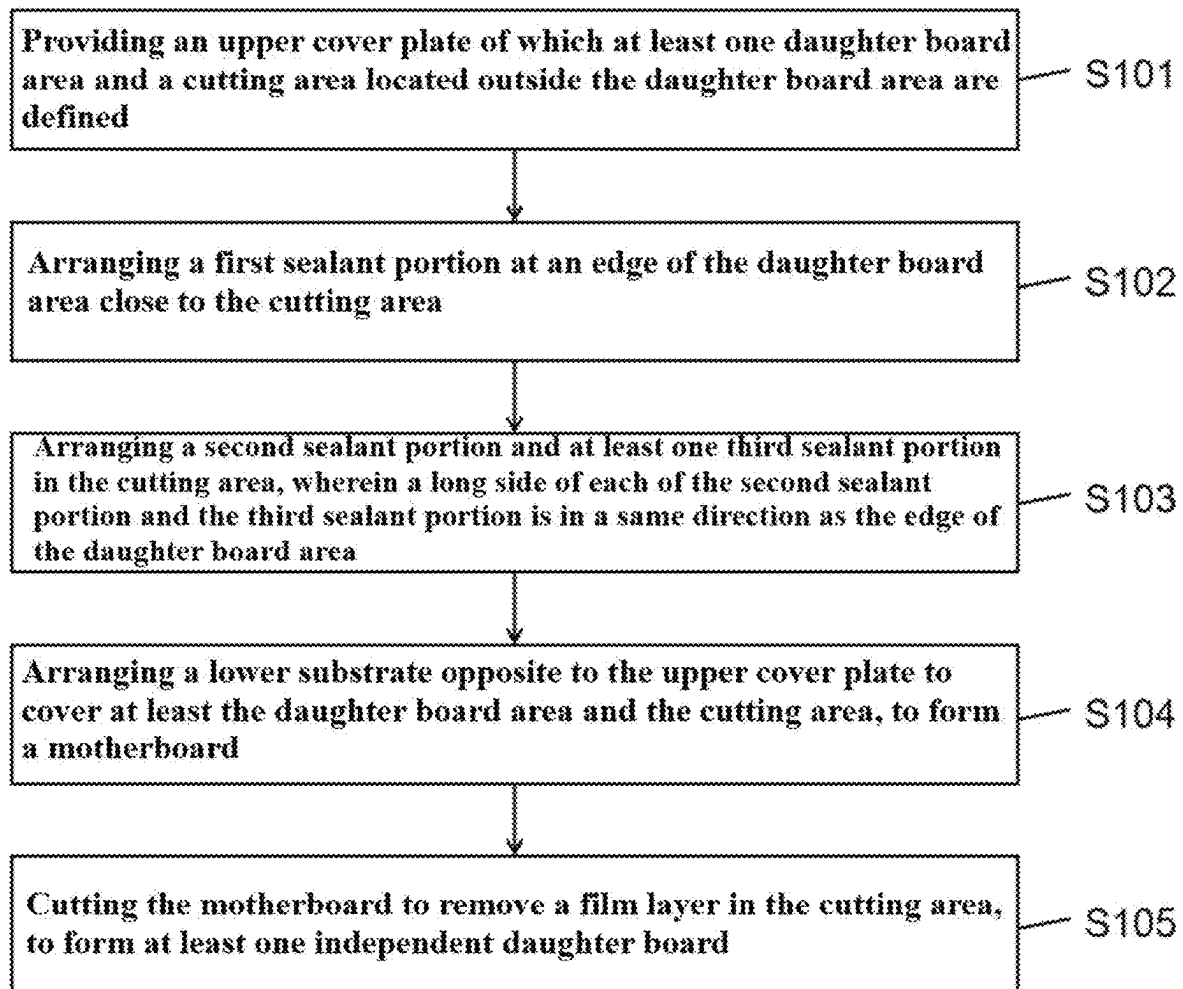 Providing an upper cover plate of which at least one daughter board
area and a cutting area located outside the daughter board area are
defined
S101
Arranging a first sealant portion at an edge of the daughter board
area close to the cutting area
S102
Arranging a second sealant portion and at least one third sealant portion
in the cutting area, wherein a long side of each of the second sealant
portion and the third sealant portion is in a same direction as the edge of
the daughter board area
S103
Arranging a lower substrate opposite to the upper cover plate to
cover at least the daughter board area and the cutting area, to form
a motherboard
S104
Cutting the motherboard to remove a film layer in the cutting area,
to form at least one independent daughter board
S105